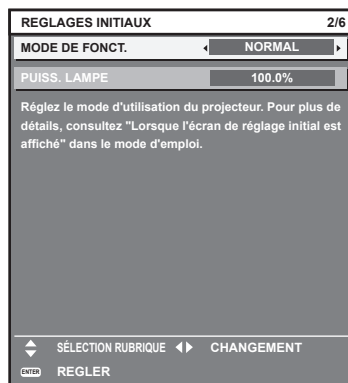 REGLAGES INITIAUX 2/6
MODE DE FONCT. NORMAL
PUISS. LAMPE 100.0%
Réglez le mode d'utilisation du projecteur. Pour plus de
détails, consultez "Lorsque l'écran de réglage initial est
affiché" dans le mode d'emploi.
SÉLECTION RUBRIQUE CHANGEMENT
ENTER REGLER